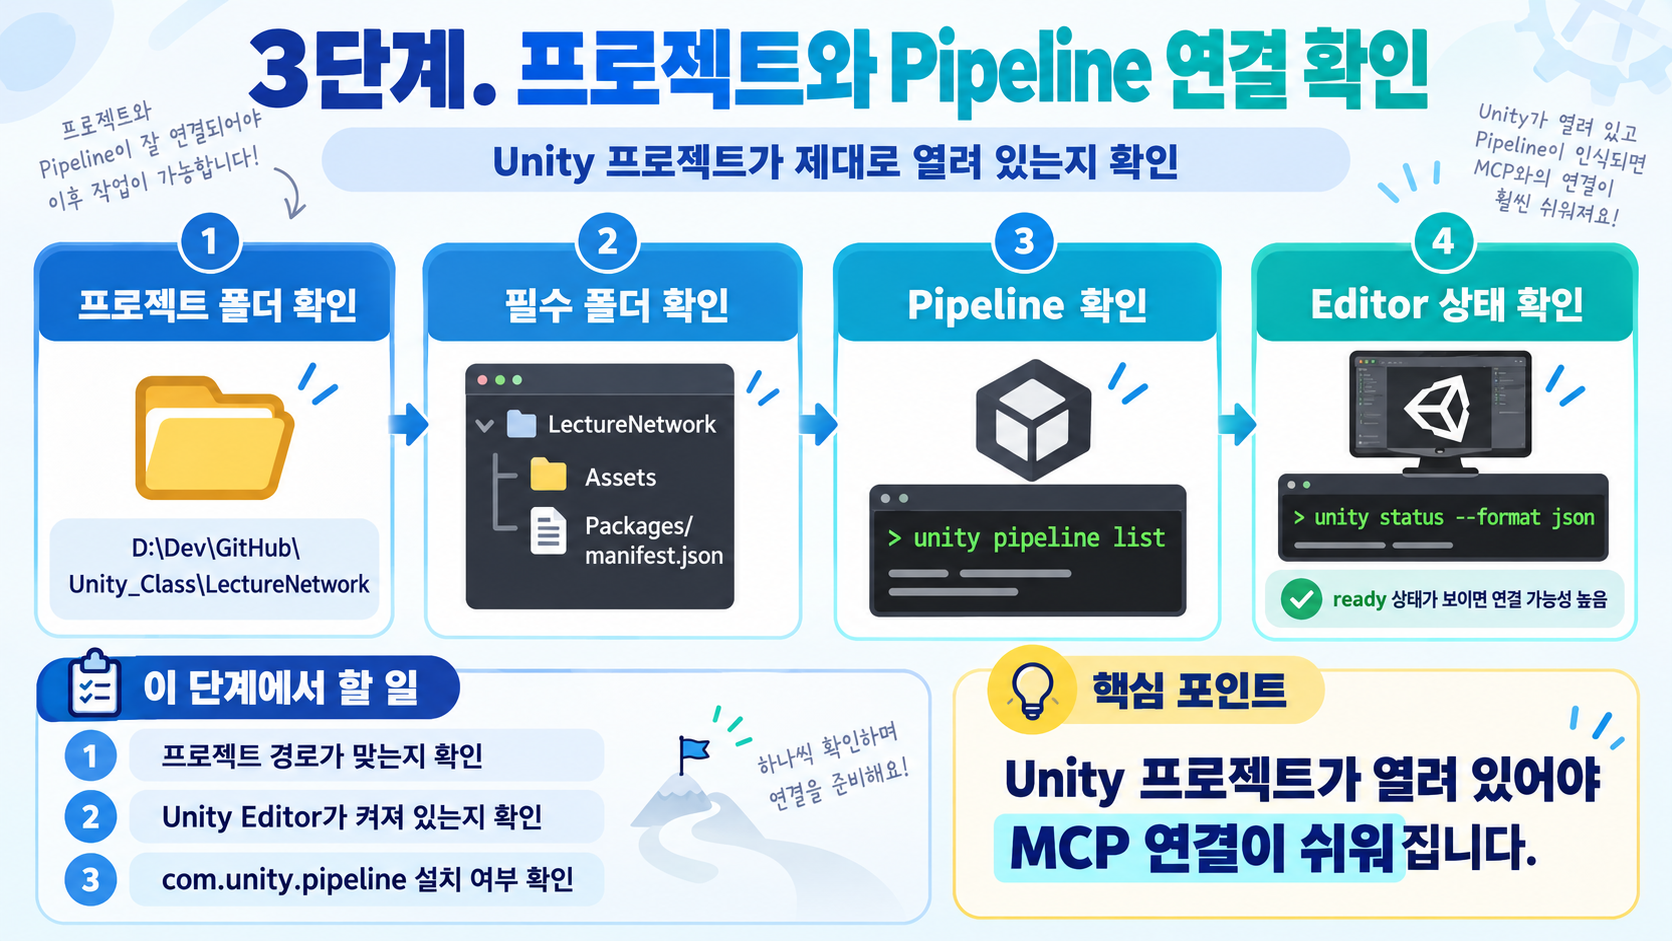 3단계. 프로젝트와 Pipeline 연결 확인
Unity 프로젝트가 제대로 열려 있는지 확인
프로젝트와
Pipeline이 잘 연결되어야
이후 작업이 가능합니다!
Unity가 열려 있고
Pipeline이 인식되면
MCP와의 연결이
훨씬 쉬워져요!
1
프로젝트 폴더 확인
D:\Dev\GitHub\
Unity_Class\LectureNetwork
2
필수 폴더 확인
LectureNetwork
Assets
Packages/
manifest.json
3
Pipeline 확인
> unity pipeline list
4
Editor 상태 확인
> unity status --format json
ready 상태가 보이면 연결 가능성 높음
이 단계에서 할 일
1 프로젝트 경로가 맞는지 확인
2 Unity Editor가 켜져 있는지 확인
3 com.unity.pipeline 설치 여부 확인
하나씩 확인하며
연결을 준비해요!
핵심 포인트
Unity 프로젝트가 열려 있어야
MCP 연결이 쉬워집니다.